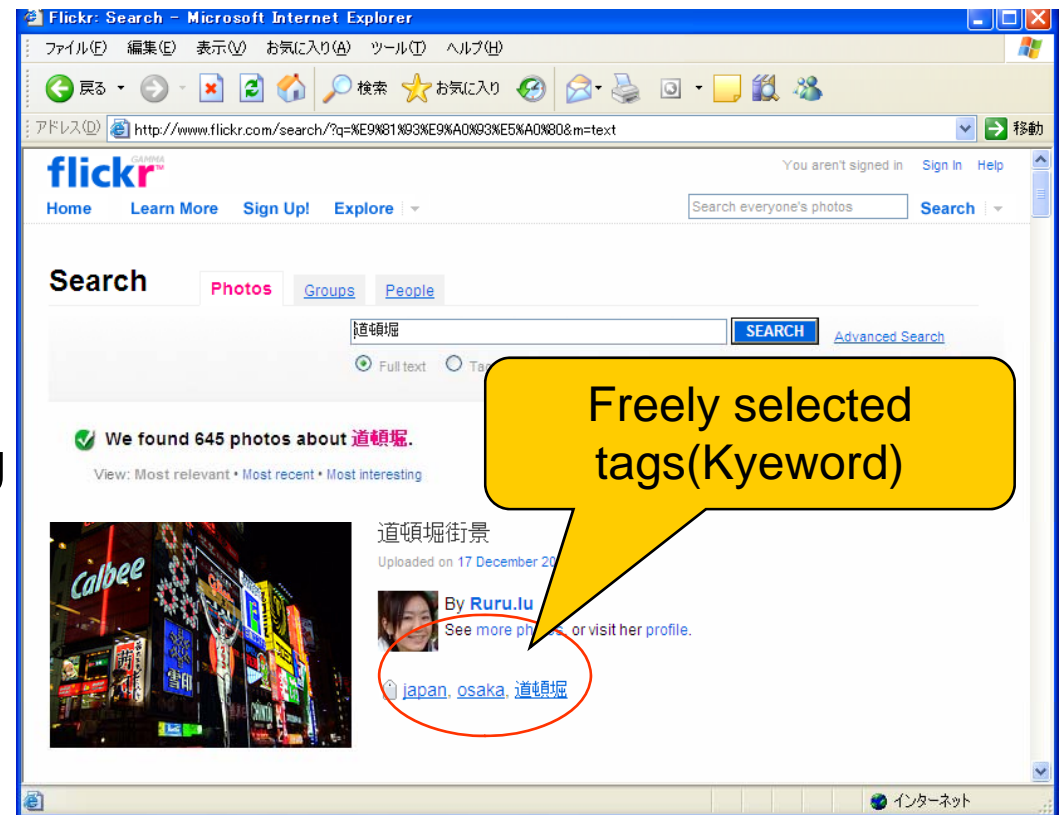 Flickr: Search - Microsoft Internet Explorer
ファイル(F) 編集(E) 表示(V) お気に入り(A) ツール(T) ヘルプ(H)
戻る 検索 お気に入り
アドレス(D) http://www.flickr.com/search/?q=%E9%81%93%E9%A0%93%E5%A0%80&m=text 移動
flickr GAMMA TM
You aren't signed in Sign In Help
Home Learn More Sign Up! Explore Search everyone's photos Search
Search Photos Groups People
道頓堀 SEARCH Advanced Search
Full text
Freely selected
tags(Kyeword)
We found 645 photos about 道頓堀.
g
View: Most relevant • Most recent • Most interesting
道頓堀街景
Uploaded on 17 December
By Ruru.lu
See more photos, or visit her profile.
japan, osaka, 道頓堀
Calbee
雪印
インターネット